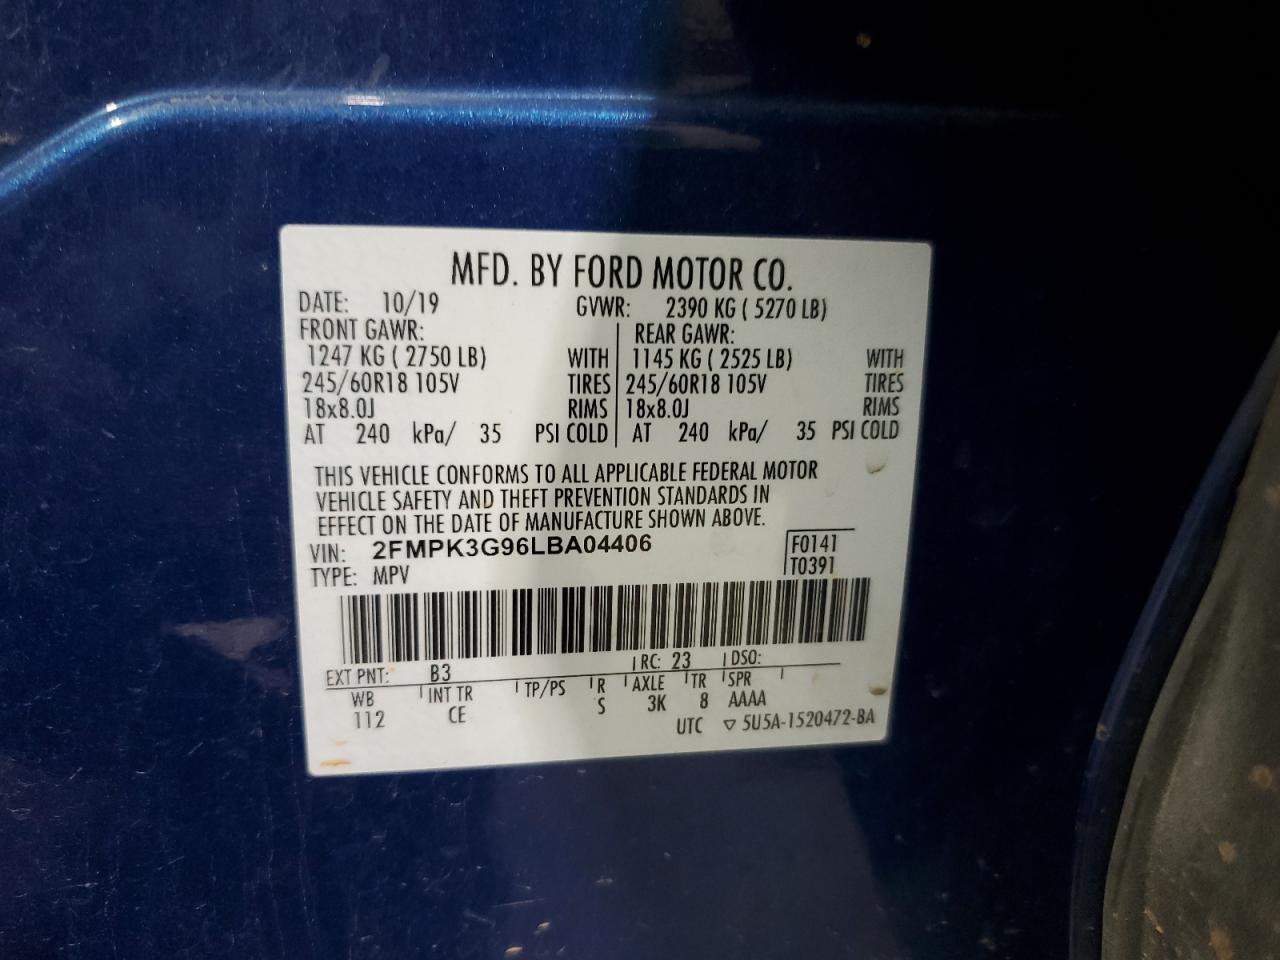 MFD. BY FORD MOTOR CO.
DATE: 10/19 GVWR: 2390 KG ( 5270 LB)
FRONT GAWR: REAR GAWR:
1247 KG ( 2750 LB) WITH 1145 KG ( 2525 LB) WITH
245/60R18 105V TIRES 245/60R18 105V TIRES
18x8.0J RIMS 18x8.0J RIMS
AT 240 kPa/ 35 PSI COLD AT 240 kPa/ 35 PSI COLD
THIS VEHICLE CONFORMS TO ALL APPLICABLE FEDERAL MOTOR
VEHICLE SAFETY AND THEFT PREVENTION STANDARDS IN
EFFECT ON THE DATE OF MANUFACTURE SHOWN ABOVE.
VIN: 2FMPK3G96LBA04406 F0141
TYPE: MPV T0391
EXT PNT: B3 RC: 23 DSO:
WB INT TR TP/PS R AXLE TR SPR
112 CE S 3K 8 AAAA
UTC ▽ 5U5A-1520472-BA